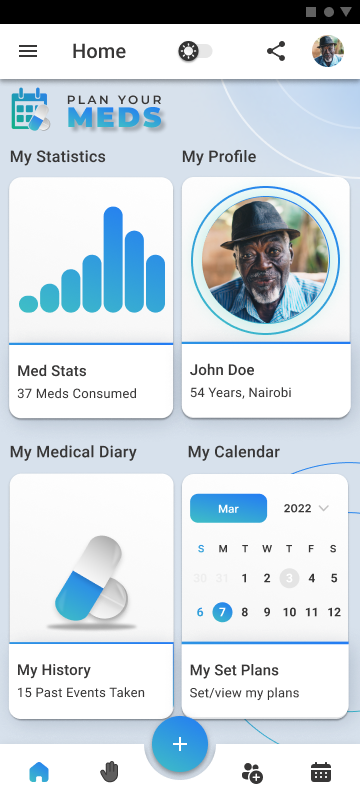 Home
PLAN YOUR
MEDS
My Statistics
My Profile
Med Stats
37 Meds Consumed
John Doe
54 Years, Nairobi
My Medical Diary
My Calendar
Mar 2022
S M T W T F S
30 31 1 2 3 4 5
6 7 8 9 10 11 12
My History
15 Past Events Taken
My Set Plans
Set/view my plans